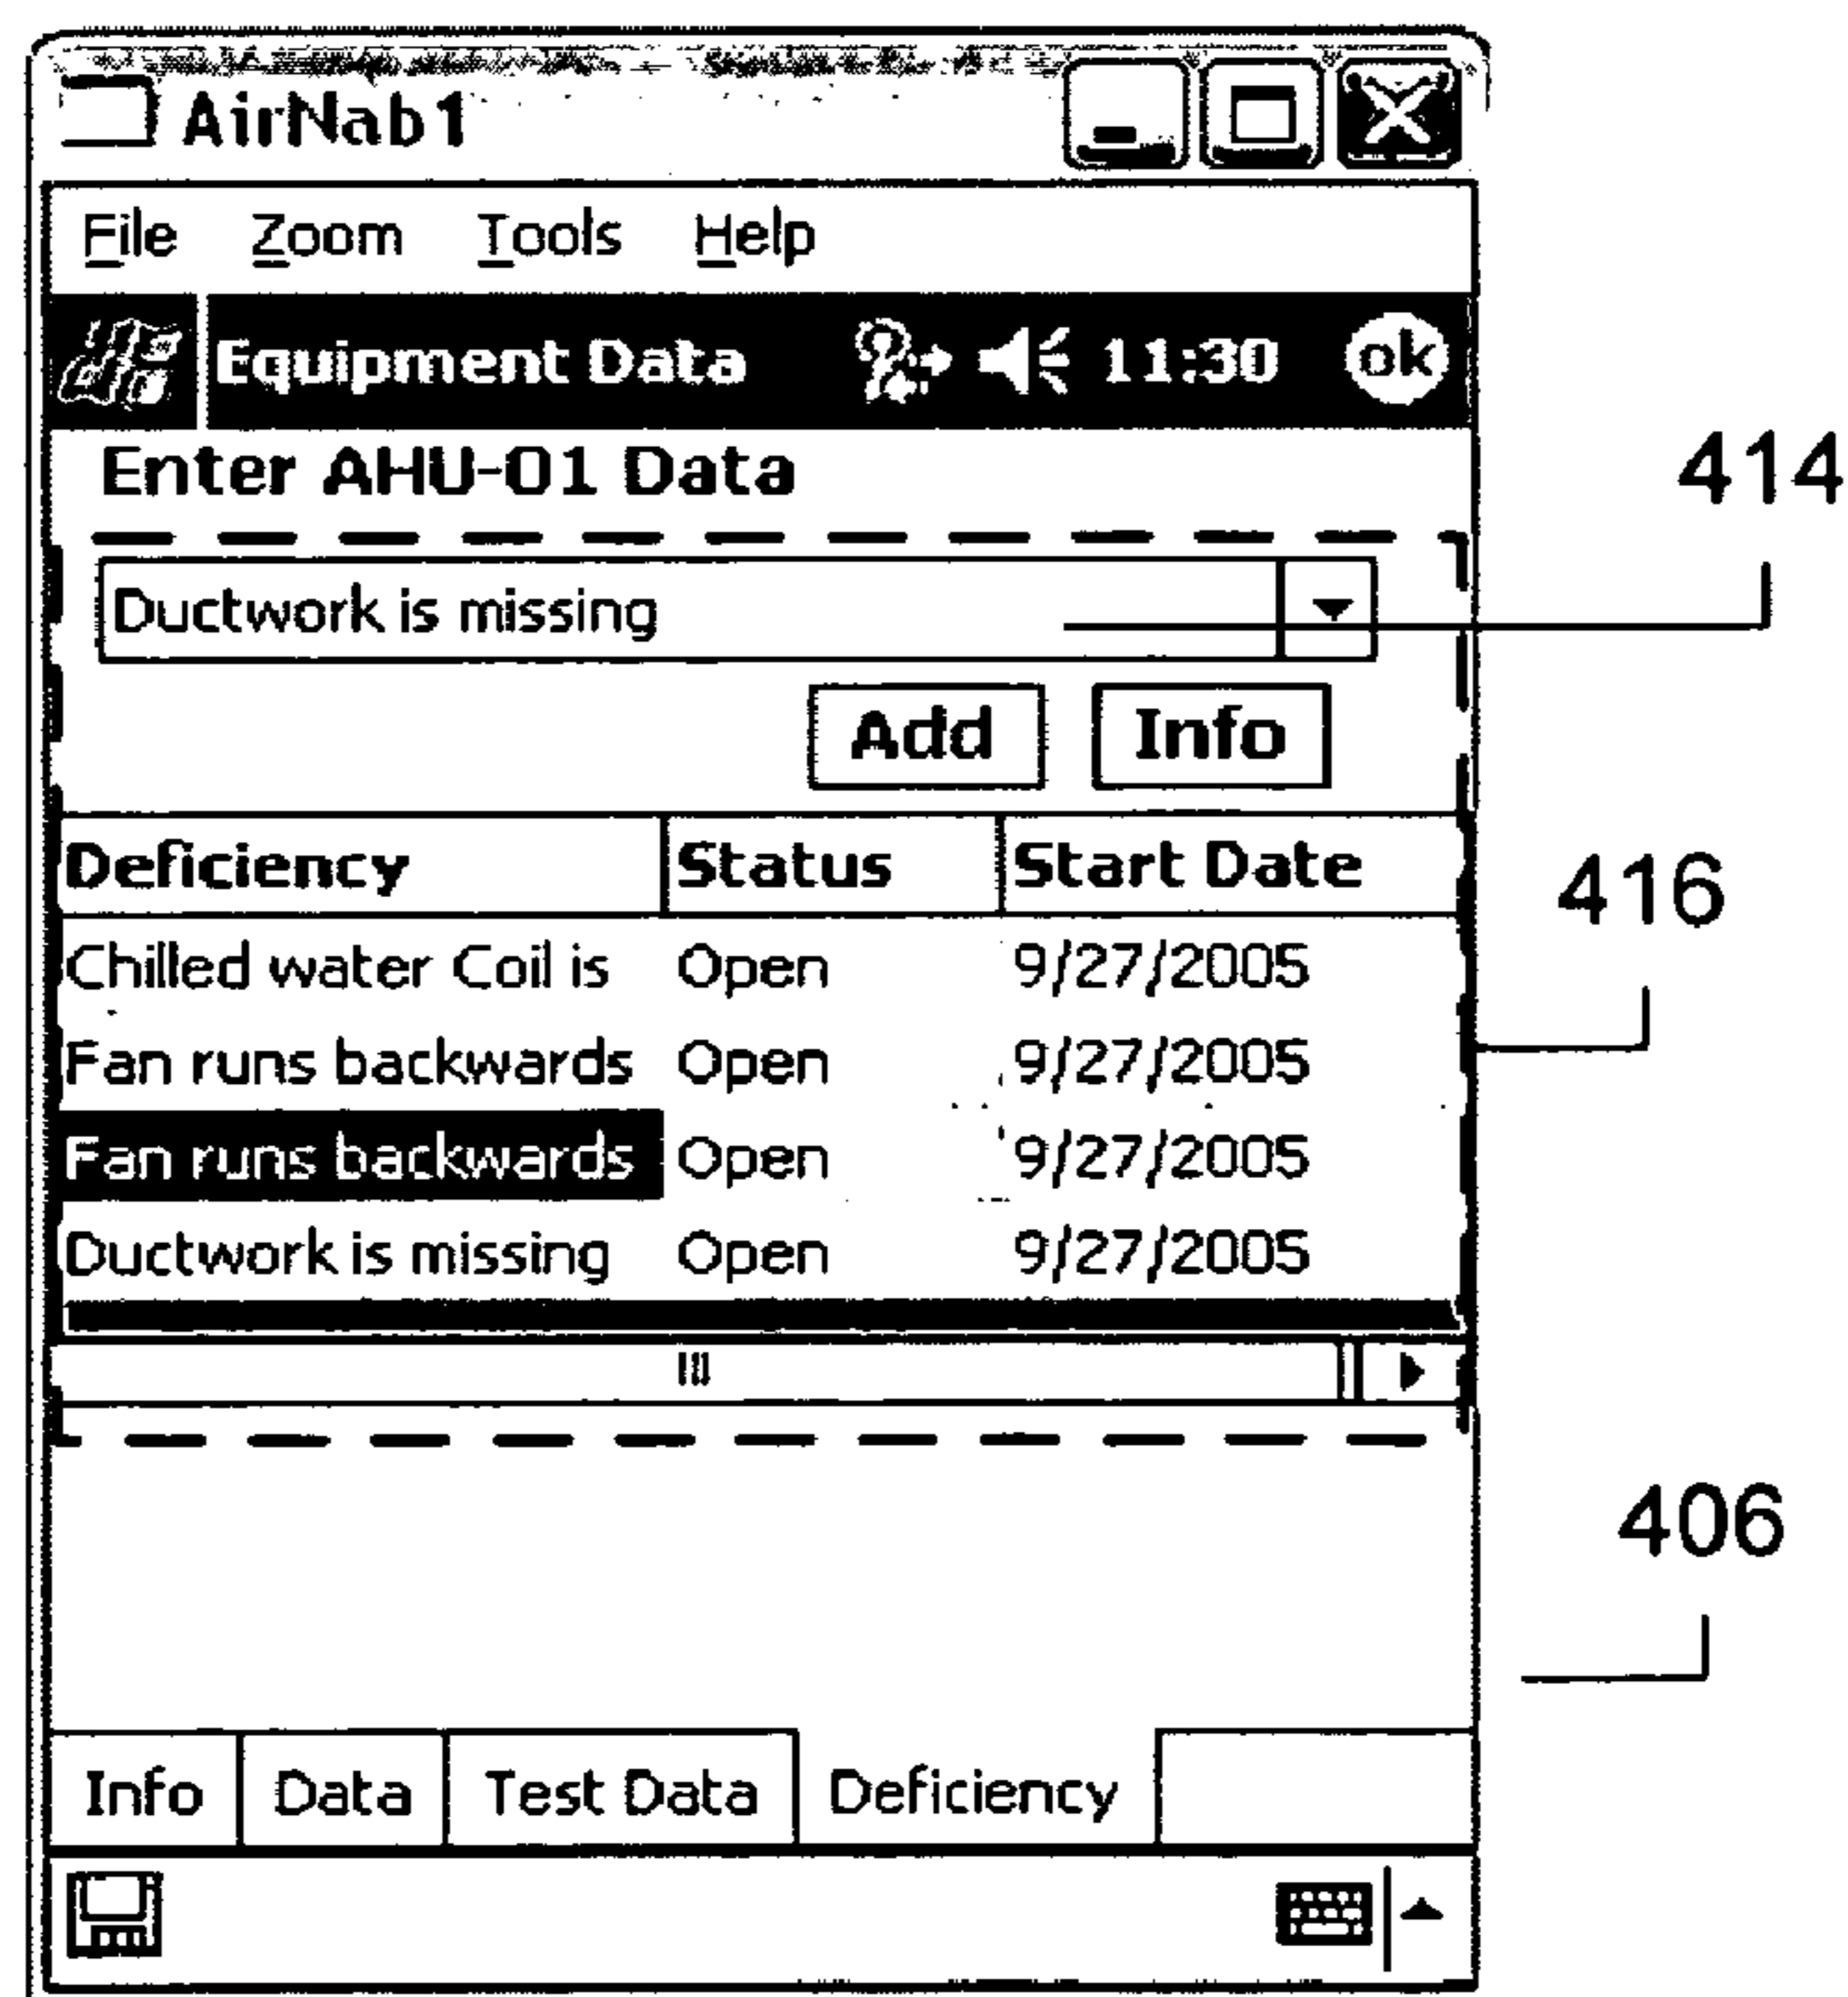 AirNab1
File Zoom Tools Help
Equipment Data 11:30 ok
Enter AHU-01 Data
414
Ductwork is missing
Add Info
Deficiency Status Start Date
416
Chilled water Coil is Open 9/27/2005
Fan runs backwards Open 9/27/2005
Fan runs backwards Open 9/27/2005
Ductwork is missing Open 9/27/2005
406
Info Data Test Data Deficiency